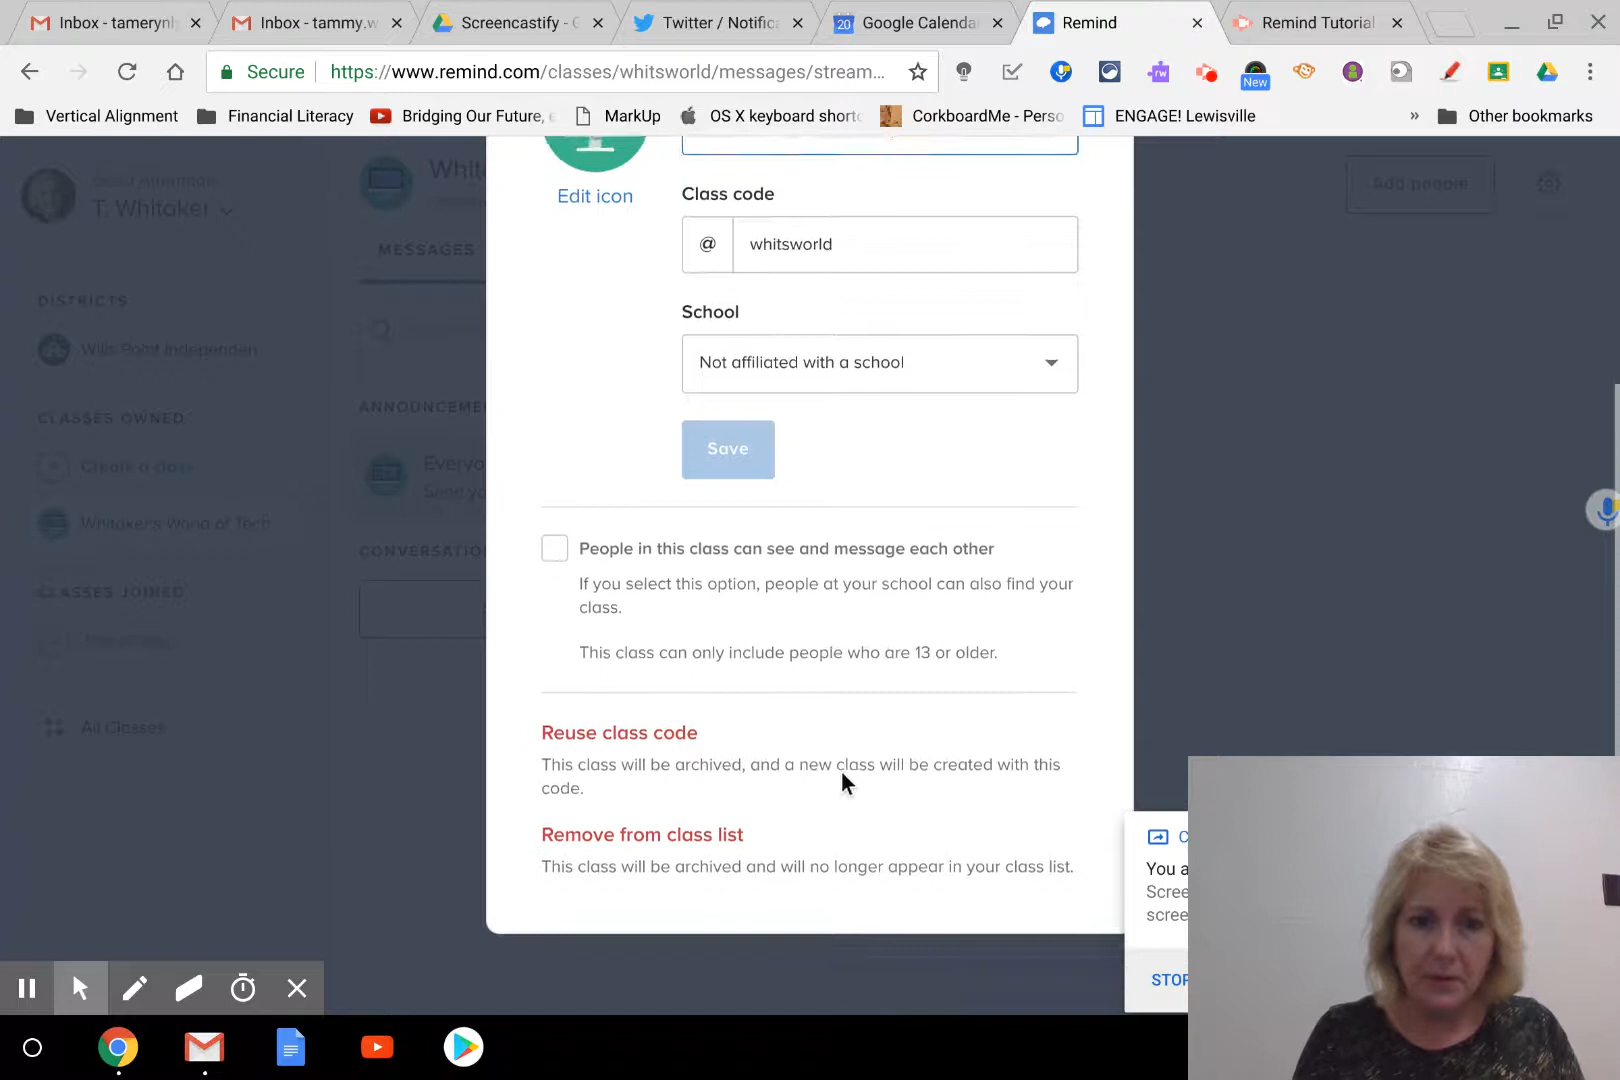 Inbox - tamerynh
Inbox - tammy.w
Screencastify - G
Twitter / Notifica
20
Google Calenda
Remind
Remind Tutorial
Secure
https://www.remind.com/classes/whitsworld/messages/stream...
rw
New
Vertical Alignment
Financial Literacy
Bridging Our Future, e
MarkUp
OS X keyboard shortc
CorkboardMe - Perso
ENGAGE! Lewisville
»
Other bookmarks
T. Whitaker
Whit
Add people
Edit icon
Class code
@
whitsworld
MESSAGES
DISTRICTS
School
Wills Point Independen
Not affiliated with a school
ANNOUNCEME
CLASSES OWNED
Save
Create a class
Everyo
Send yo
Whitaker's World of Tech
CONVERSATIO
People in this class can see and message each other
If you select this option, people at your school can also find your
class.
CLASSES JOINED
This class can only include people who are 13 or older.
All Classes
Reuse class code
This class will be archived, and a new class will be created with this
code.
Remove from class list
This class will be archived and will no longer appear in your class list.
C
You a
Scree
scree
STOP